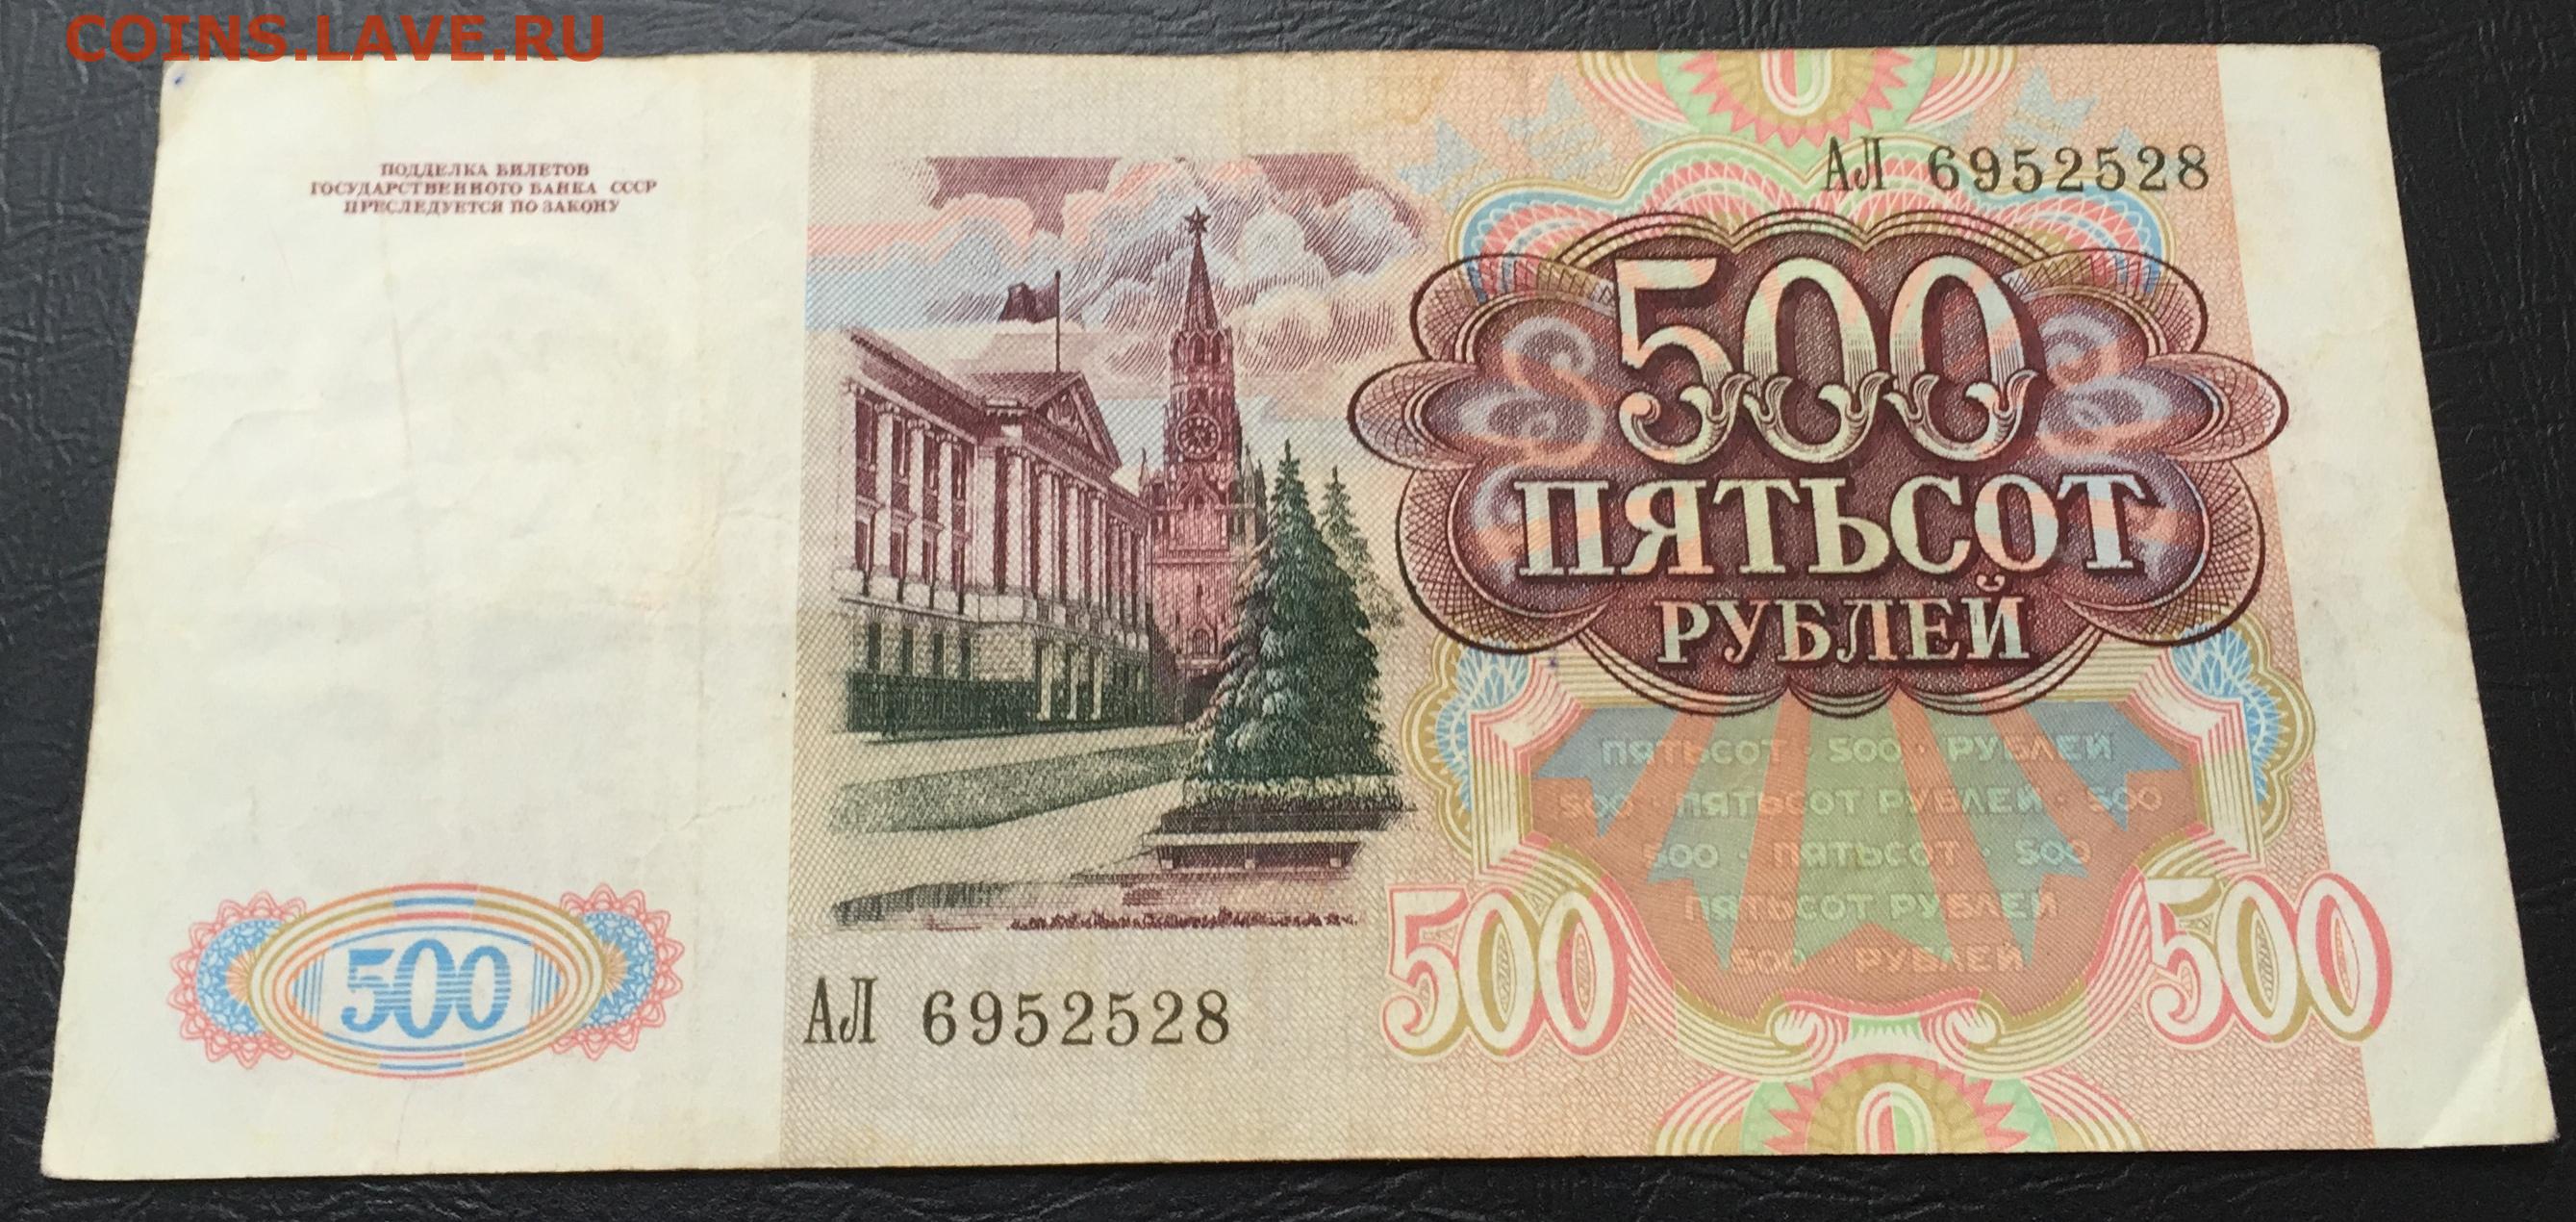 COINS.LAVE.RU
ПОДДЕЛКА БИЛЕТОВ
ГОСУДАРСТВЕННОГО БАНКА СССР
ПРЕСЛЕДУЕТСЯ ПО ЗАКОНУ
АЛ 6952528
500
ПЯТЬСОТ
РУБЛЕЙ
ПЯТЬСОТ · 500 · РУБЛЕЙ
500 · ПЯТЬСОТ РУБЛЕЙ · 500
500 · ПЯТЬСОТ · 500
ПЯТЬСОТ РУБЛЕЙ
500 · РУБЛЕЙ
500
500
500
АЛ 6952528